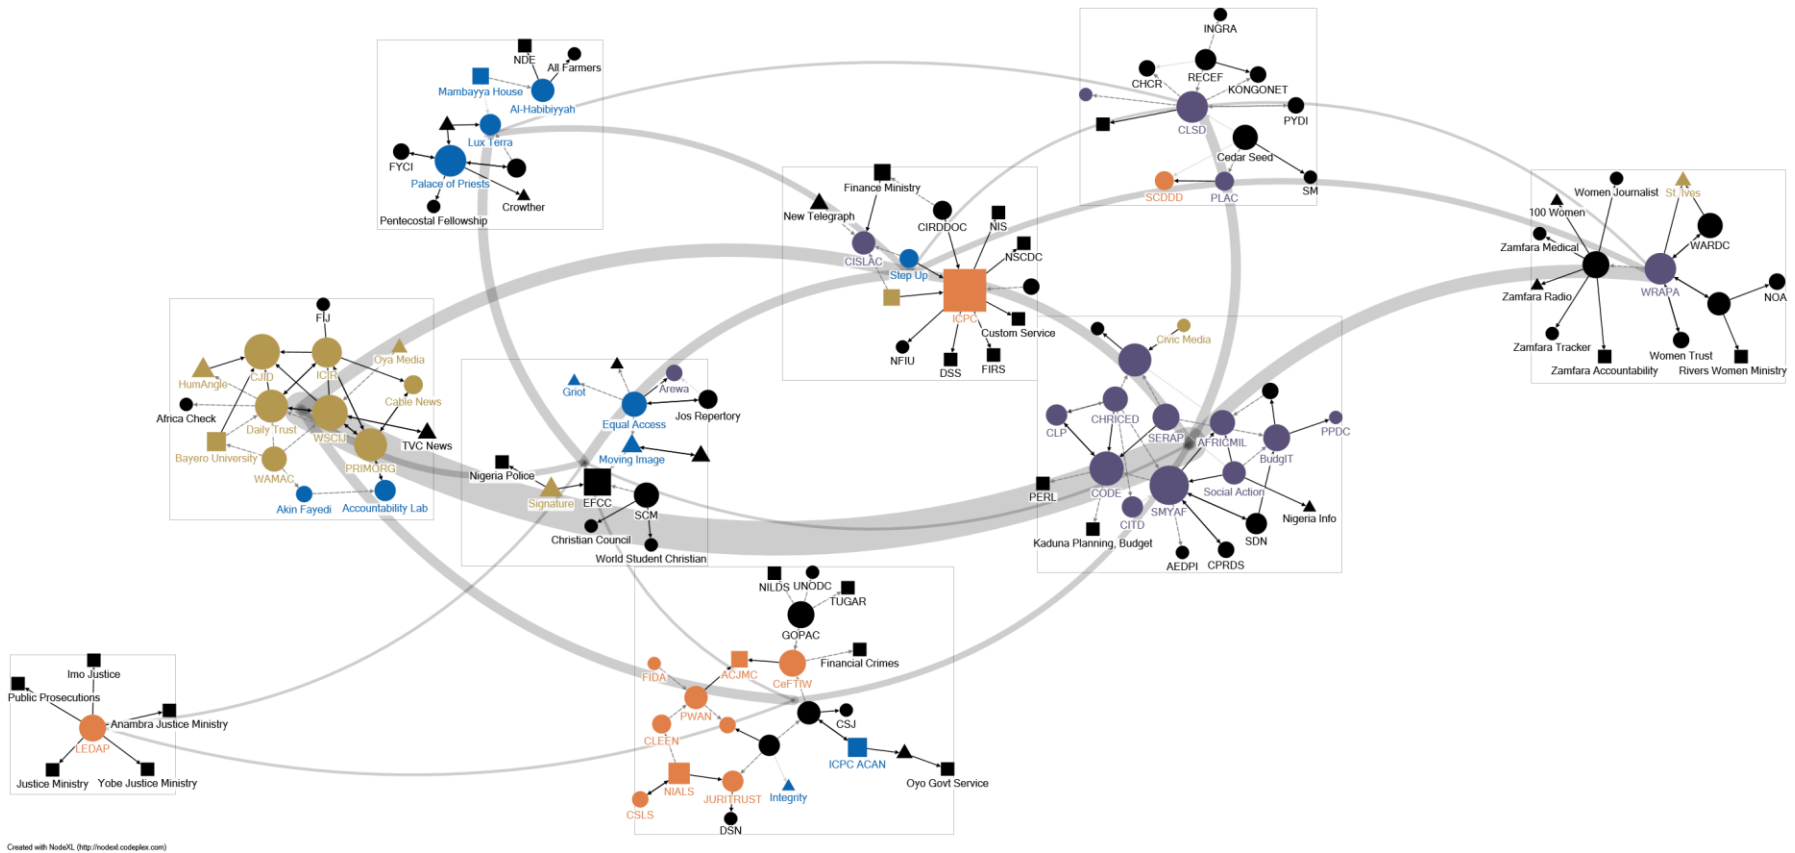 INGRA
NDE
All Farmers
Mambayya House
Al-Habibiyyah
Lux Terra
FYCI
Palace of Priests
Crowther
Pentecostal Fellowship
CHCR
RECEF
KONGONET
PYDI
CLSD
Cedar Seed
SCDDD
PLAC
SM
Finance Ministry
New Telegraph
CIRDDOC
NIS
NSCDC
CISLAC
Step Up
ICPC
Custom Service
NFIU
DSS
FIRS
Women Journalist
St. Ives
100 Women
WARDC
Zamfara Medical
Zamfara Radio
WRAPA
NOA
Zamfara Tracker
Women Trust
Zamfara Accountability
Rivers Women Ministry
FIJ
Oya Media
HumAngle
CJID
ICIR
Cable News
Africa Check
Daily Trust
WSCIJ
TVC News
Bayero University
PRIMORG
WAMAC
Akin Fayedi
Accountability Lab
Griot
Arewa
Equal Access
Jos Repertory
Moving Image
Nigeria Police
Signature
EFCC
SCM
Christian Council
World Student Christian
Civic Media
CHRICED
CLP
SERAP
AFRICMIL
PPDC
BudgIT
PERL
CODE
SMYAF
Social Action
CITD
Nigeria Info
Kaduna Planning, Budget
SDN
AEDPI
CPRDS
NILDS
UNODC
TUGAR
GOPAC
Financial Crimes
FIDA
ACJMC
CeFTIW
PWAN
CSJ
CLEEN
ICPC ACAN
NIALS
JURITRUST
Integrity
Oyo Govt Service
CSLS
DSN
Imo Justice
Public Prosecutions
Anambra Justice Ministry
LEDAP
Justice Ministry
Yobe Justice Ministry
Created with NodeXL (http://nodexl.codeplex.com)